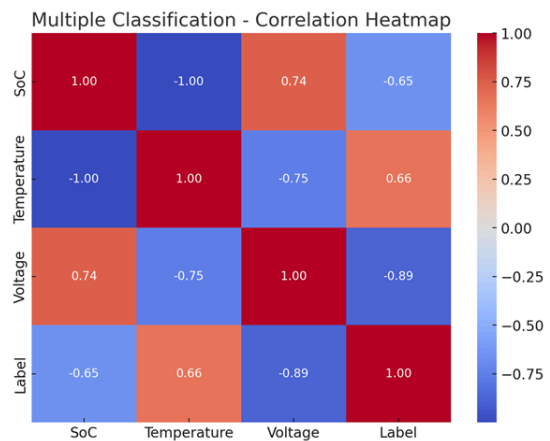 Multiple Classification - Correlation Heatmap
SoC
1.00
-1.00
0.74
-0.65
Temperature
-1.00
1.00
-0.75
0.66
Voltage
0.74
-0.75
1.00
-0.89
Label
-0.65
0.66
-0.89
1.00
SoC
Temperature
Voltage
Label
1.00
0.75
0.50
0.25
0.00
−0.25
−0.50
−0.75